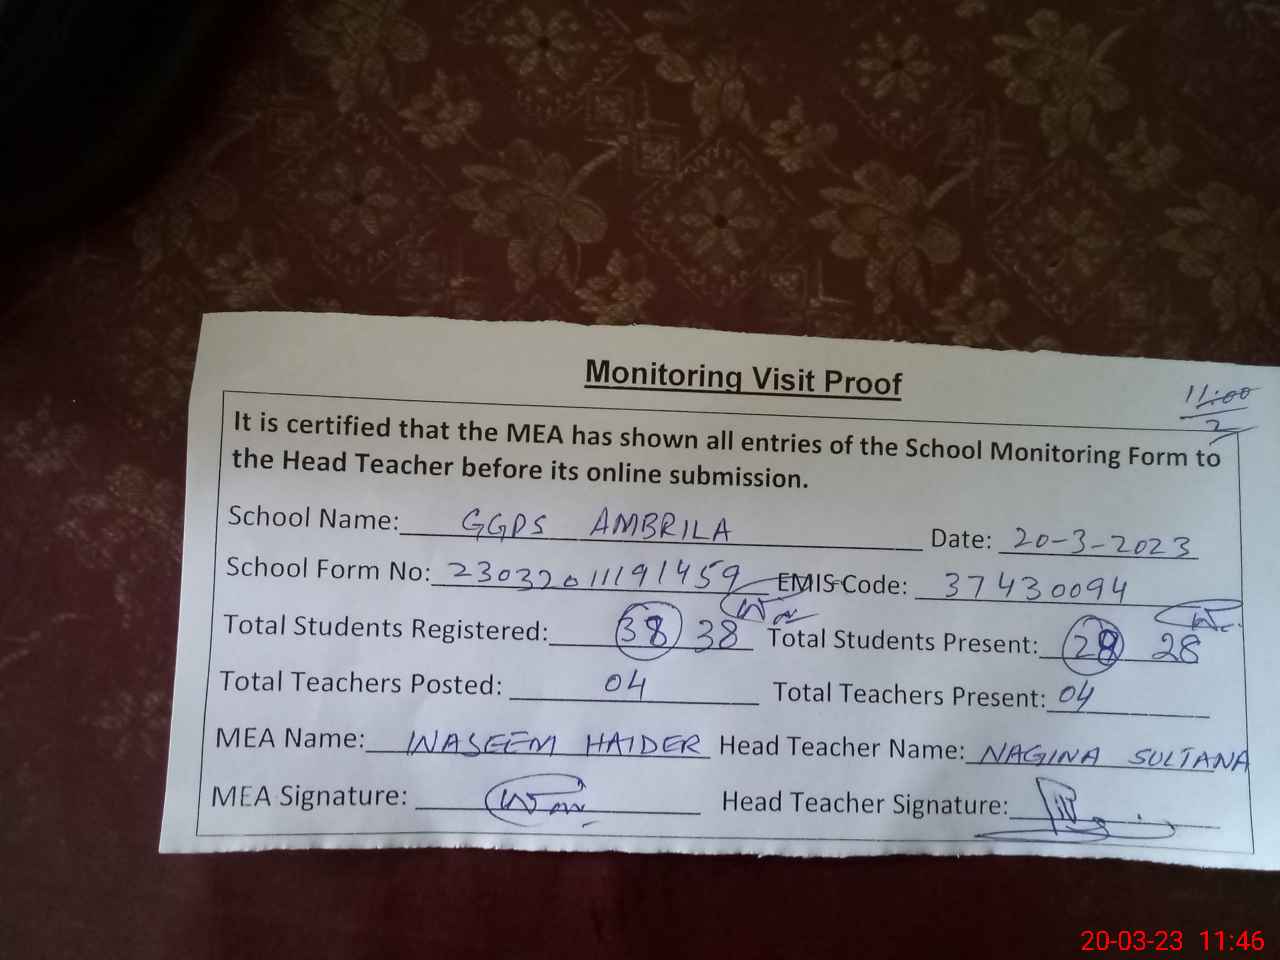 Monitoring Visit Proof
11:00
2
It is certified that the MEA has shown all entries of the School Monitoring Form to
the Head Teacher before its online submission.
School Name: GGPS AMBRILA Date: 20-3-2023
School Form No: 23032011191459 EMIS Code: 37430094
Total Students Registered: 38 38 Total Students Present: 28 28
Total Teachers Posted: 04 Total Teachers Present: 04
MEA Name: WASEEM HAIDER Head Teacher Name: NAGINA SULTANA
MEA Signature: Head Teacher Signature:
20-03-23 11:46